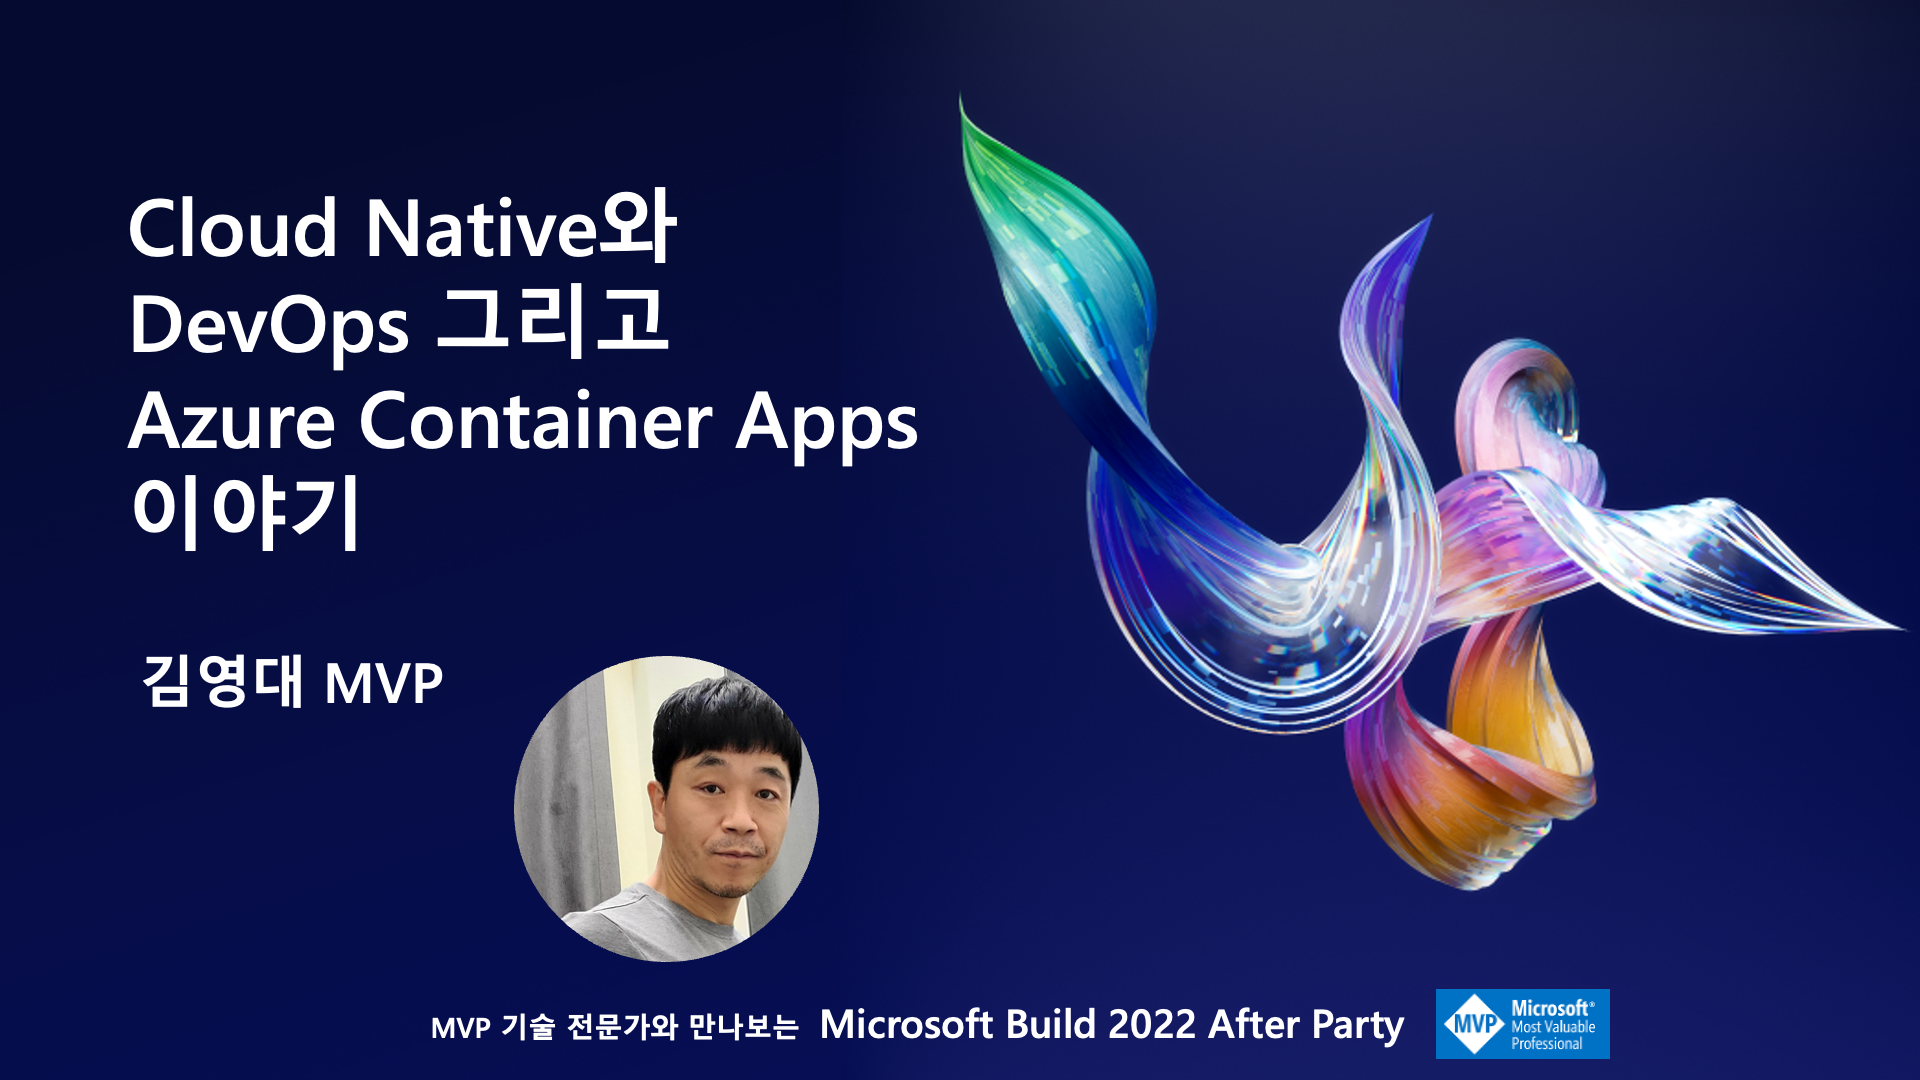 Cloud Native와
DevOps 그리고
Azure Container Apps
이야기
김영대 MVP
MVP 기술 전문가와 만나보는 Microsoft Build 2022 After Party
MVP
Microsoft®
Most Valuable
Professional